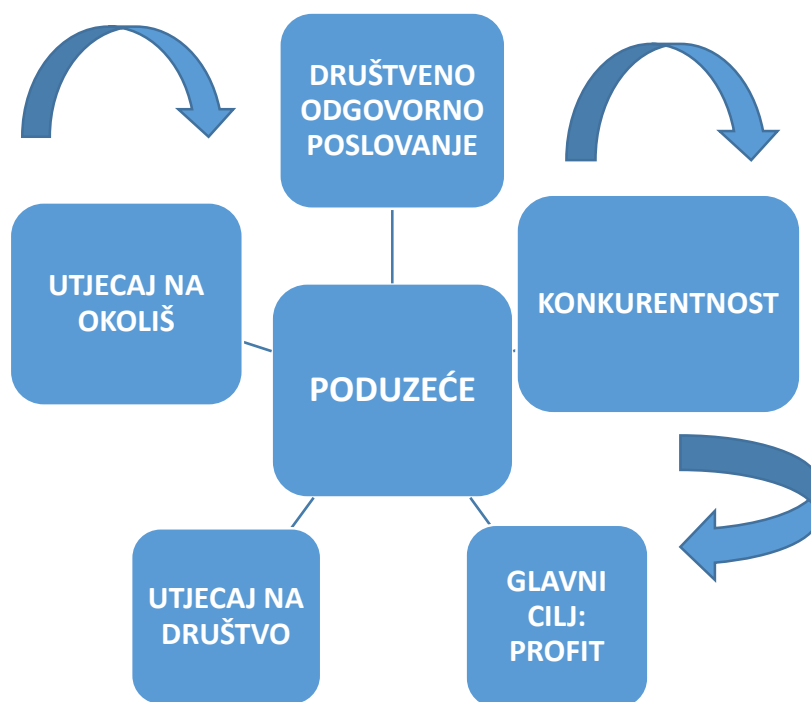 DRUŠTVENO
ODGOVORNO
POSLOVANJE
UTJECAJ NA
OKOLIŠ
KONKURENTNOST
PODUZEĆE
UTJECAJ NA
DRUŠTVO
GLAVNI
CILJ:
PROFIT